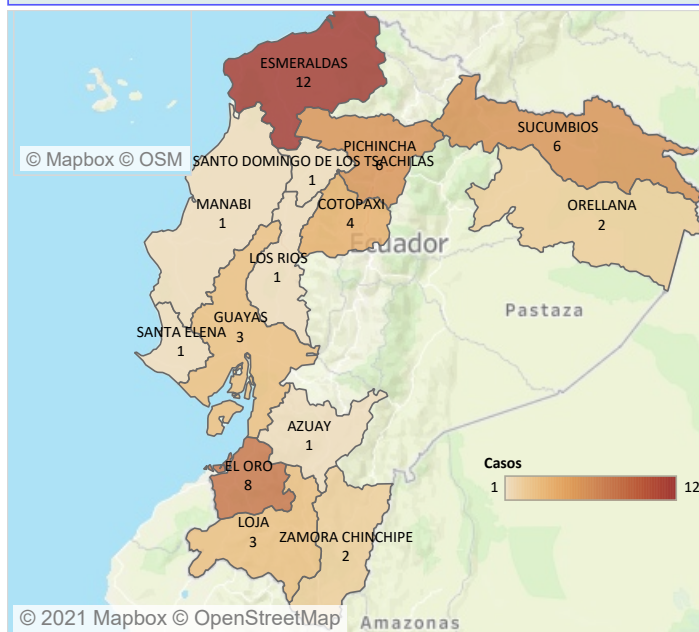 ESMERALDAS
12
SUCUMBIOS
6
PICHINCHA
6
© Mapbox © OSM
SANTO DOMINGO DE LOS TSACHILAS
1
MANABI
1
COTOPAXI
4
ORELLANA
2
Ecuador
LOS RIOS
1
Pastaza
GUAYAS
3
SANTA ELENA
1
AZUAY
1
Casos
1 12
EL ORO
8
LOJA
3
ZAMORA CHINCHIPE
2
© 2021 Mapbox © OpenStreetMap
Amazonas